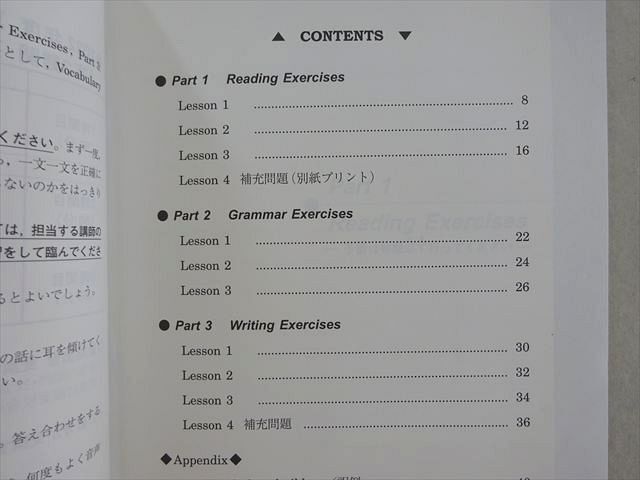 Exercises, Part
として, Vocabulary
ください。まず一度,
一文一文を正確に
ないのかをはっきり
は, 担当する講師の
をして臨んでくださ
るとよいでしょう。
の話に耳を傾けてく
い。
答え合わせをする
何度もよく音声
▲ CONTENTS ▼
● Part 1 Reading Exercises
Lesson 1 ........ 8
Lesson 2 ........ 12
Lesson 3 ........ 16
Lesson 4 補充問題(別紙プリント)
● Part 2 Grammar Exercises
Lesson 1 ........ 22
Lesson 2 ........ 24
Lesson 3 ........ 26
● Part 3 Writing Exercises
Lesson 1 ........ 30
Lesson 2 ........ 32
Lesson 3 ........ 34
Lesson 4 補充問題 ........ 36
◆Appendix◆